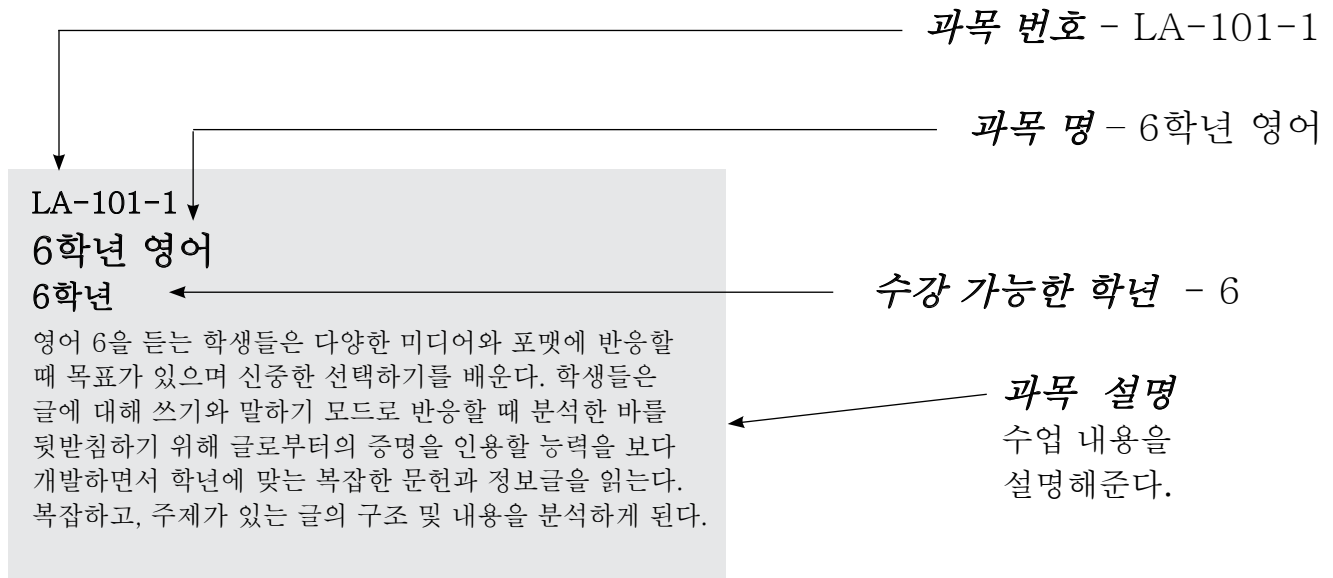 과목 번호 - LA-101-1
과목 명 - 6학년 영어
LA-101-1
6학년 영어
6학년
수강 가능한 학년 - 6
영어 6을 듣는 학생들은 다양한 미디어와 포맷에 반응할
때 목표가 있으며 신중한 선택하기를 배운다. 학생들은
글에 대해 쓰기와 말하기 모드로 반응할 때 분석한 바를
뒷받침하기 위해 글로부터의 증명을 인용할 능력을 보다
개발하면서 학년에 맞는 복잡한 문헌과 정보글을 읽는다.
복잡하고, 주제가 있는 글의 구조 및 내용을 분석하게 된다.
과목 설명
수업 내용을
설명해준다.